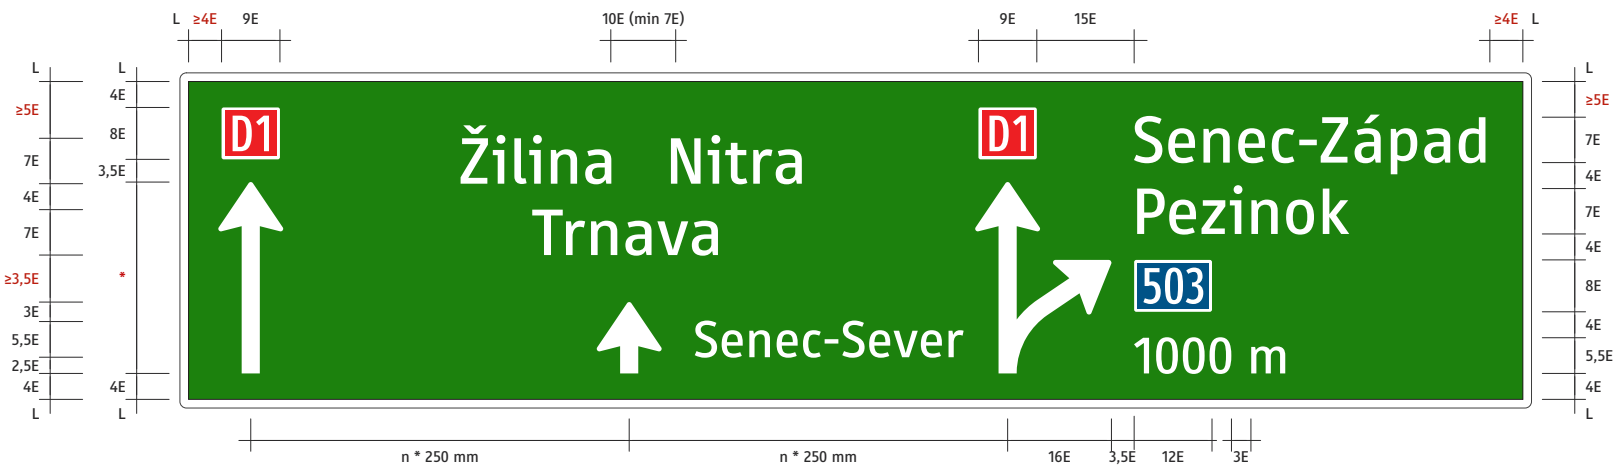 L ≥4E 9E 10E (min 7E) 9E 15E ≥4E L
L L L
4E
≥5E ≥5E
8E 7E
7E 3,5E 4E
4E 7E
7E 4E
≥3,5E * 8E
3E 4E
5,5E 5,5E
2,5E
4E 4E 4E
L L L
D1 D1
Žilina Nitra
Trnava
Senec-Sever
Senec-Západ
Pezinok
503
1000 m
n * 250 mm n * 250 mm 16E 3,5E 12E 3E